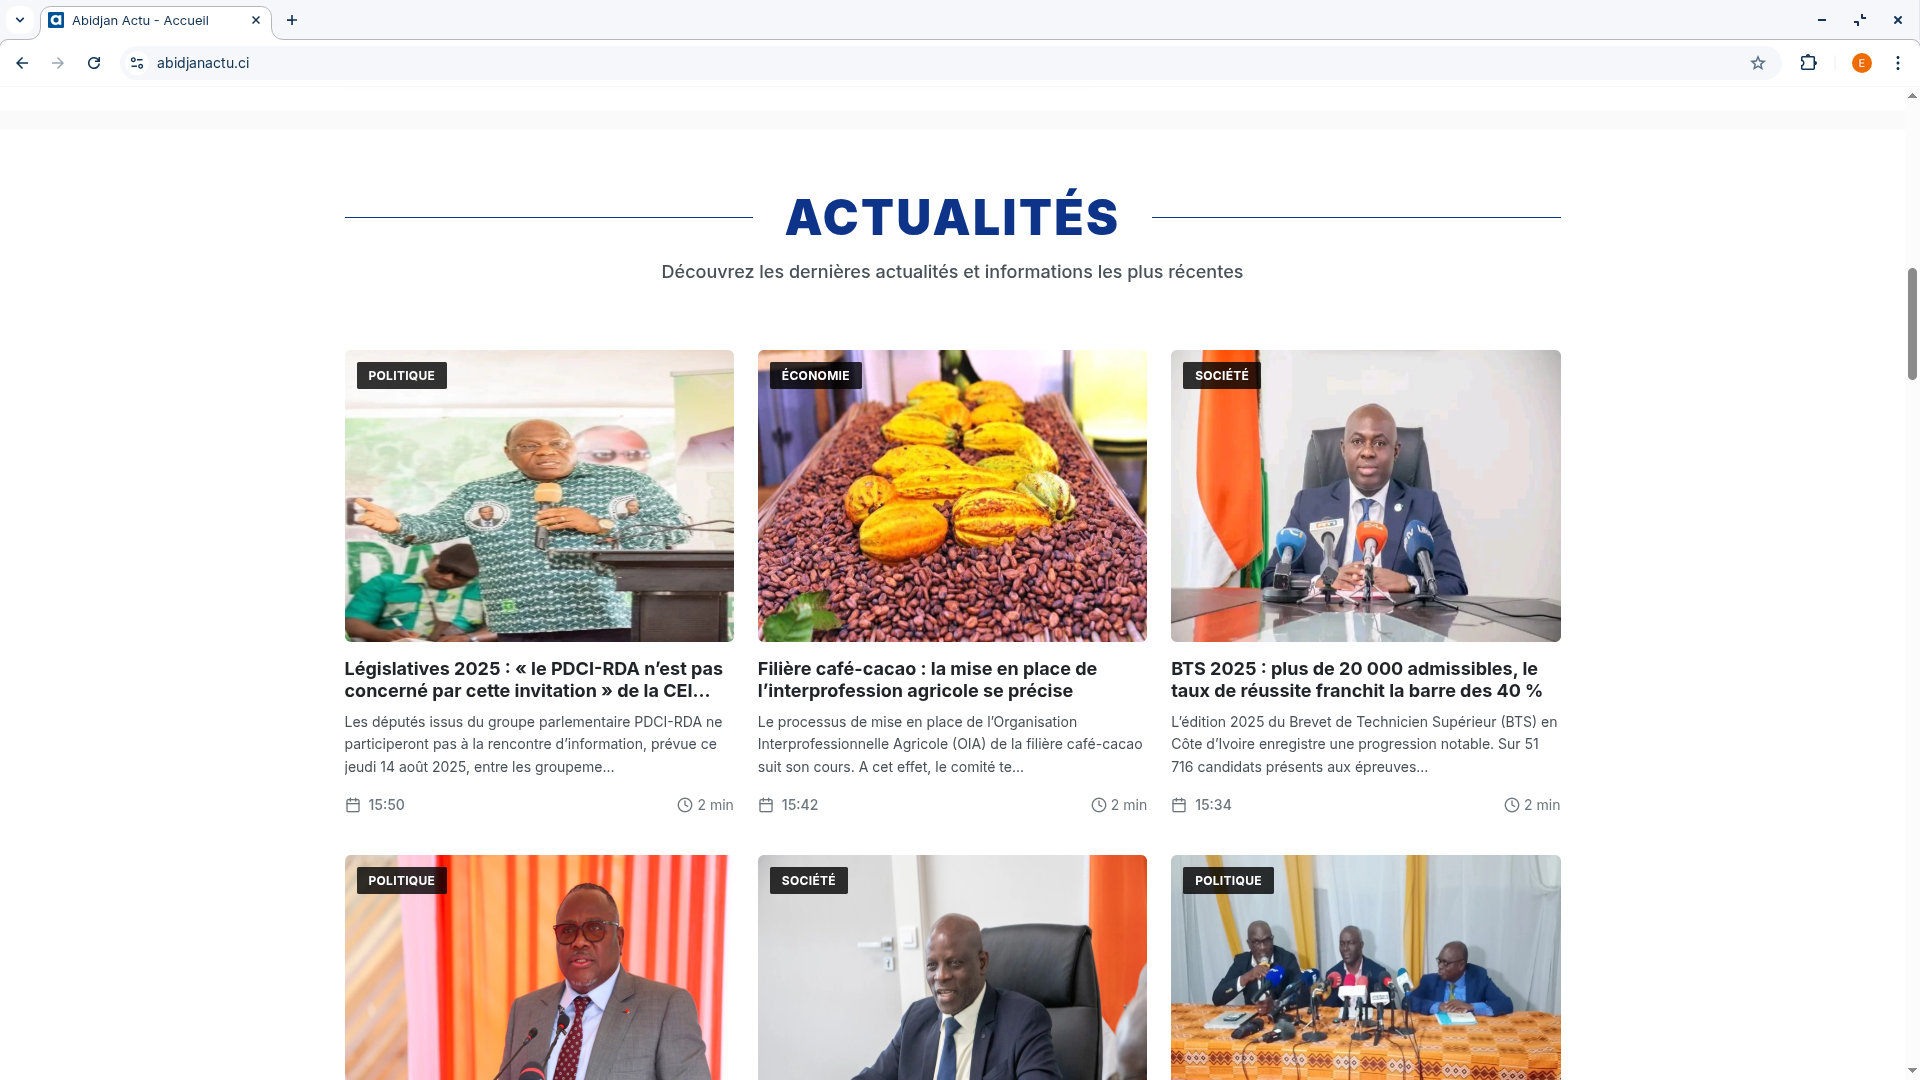 Abidjan Actu - Accueil
abidjanactu.ci
E
ACTUALITÉS
Découvrez les dernières actualités et informations les plus récentes
POLITIQUE
ÉCONOMIE
SOCIÉTÉ
Législatives 2025 : « le PDCI-RDA n’est pas
concerné par cette invitation » de la CEI...
Les députés issus du groupe parlementaire PDCI-RDA ne
participeront pas à la rencontre d’information, prévue ce
jeudi 14 août 2025, entre les groupeme...
15:50
2 min
Filière café-cacao : la mise en place de
l’interprofession agricole se précise
Le processus de mise en place de l’Organisation
Interprofessionnelle Agricole (OIA) de la filière café-cacao
suit son cours. A cet effet, le comité te...
15:42
2 min
BTS 2025 : plus de 20 000 admissibles, le
taux de réussite franchit la barre des 40 %
L’édition 2025 du Brevet de Technicien Supérieur (BTS) en
Côte d’Ivoire enregistre une progression notable. Sur 51
716 candidats présents aux épreuves...
15:34
2 min
POLITIQUE
SOCIÉTÉ
POLITIQUE